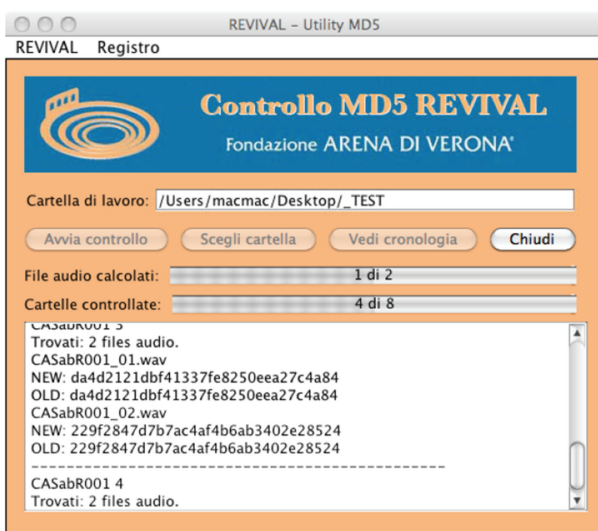 REVIVAL – Utility MD5
REVIVAL Registro
Controllo MD5 REVIVAL
Fondazione ARENA DI VERONA®
Cartella di lavoro: /Users/macmac/Desktop/_TEST
Avvia controllo Scegli cartella Vedi cronologia Chiudi
File audio calcolati: 1 di 2
Cartelle controllate: 4 di 8
CASabR001 3
Trovati: 2 files audio.
CASabR001_01.wav
NEW: da4d2121dbf41337fe8250eea27c4a84
OLD: da4d2121dbf41337fe8250eea27c4a84
CASabR001_02.wav
NEW: 229f2847d7b7ac4af4b6ab3402e28524
OLD: 229f2847d7b7ac4af4b6ab3402e28524
------------------------------------------------
CASabR001 4
Trovati: 2 files audio.